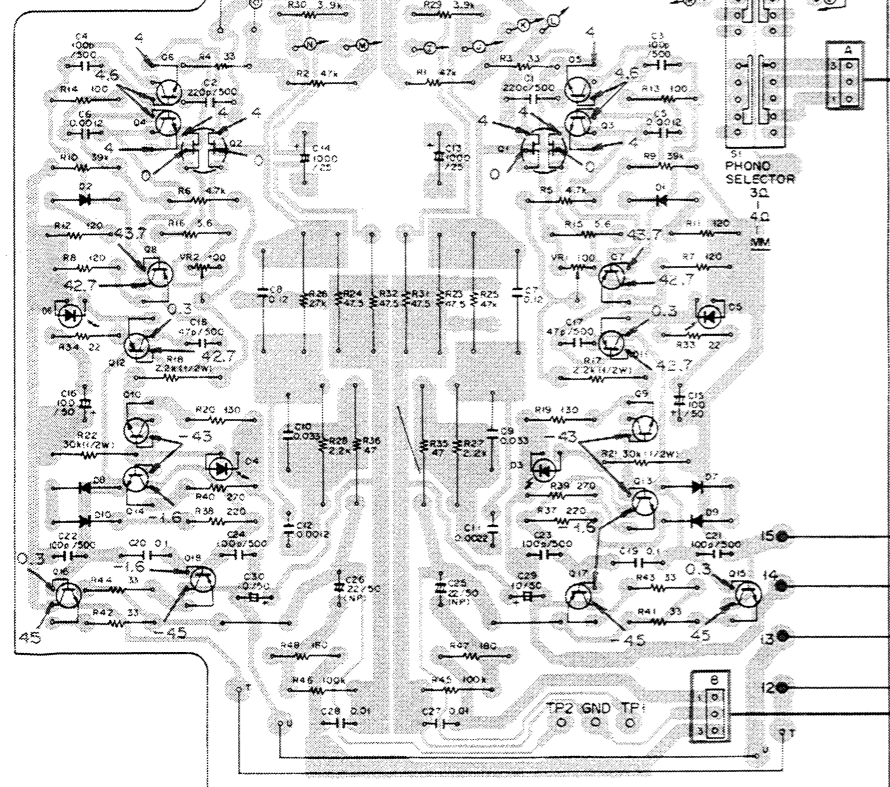 R30 3.9k
R29 3.9k
K
L
N
M
Z
J
C4
100p
/500
4
Q6
R4 33
R3 33
Q5
4
C3
100p
/500
A
4.6
R2 47k
R1 47k
4.6
R14 100
C2
220p/500
C1
220p/500
R13 100
C6
0.0012
Q4
4
4
4
4
Q3
C5
0.0012
4
Q2
C14
1000
/25
C13
1000
/25
Q1
4
R10 39k
0
0
0
0
R9 39k
S1
PHONO
SELECTOR
3Ω
4Ω
MM
D2
R6 4.7k
R5 4.7k
D1
R12 120
43.7
R16 5.6
R15 5.6
43.7
R11 120
R8 120
Q8
VR2 100
VR1 100
Q7
R7 120
42.7
C8
0.12
R26
27k
R24
47.5
R32
47.5
R31
47.5
R23
47.5
R25
47k
C7
0.12
42.7
D6
0.3
0.3
D5
C18
47p/500
C17
47p/500
R34 22
Q12
42.7
R18
2.2k(1/2W)
R17
2.2k(1/2W)
Q11
42.7
R33 22
C16
100
/50
Q10
Q9
C15
100
/50
R20 130
C10
0.033
R28
2.2k
R36
47
R35
47
R27
2.2k
C9
0.033
R19 130
R22
30k(1/2W)
-43
-43
R21 30k(1/2W)
D4
D3
D8
Q14
R40 270
R39 270
Q13
D7
D10
-1.6
R38 220
C12
0.0012
C11
0.0022
R37 220
-1.6
D9
C22
100p/500
C20 0.1
C24
100p/500
C23
100p/500
C19 0.1
C21
100p/500
15
0.3
Q16
-1.6
Q18
R44 33
C30
10/50
C26
22/50
(NP)
C25
22/50
(NP)
C29
10/50
Q17
R43 33
0.3
Q15
14
R42 33
R41 33
45
-45
-45
45
13
R48 180
R47 180
R46 100k
R45 100k
B
12
T
1
3
C28 0.01
C27 0.01
TP2 GND TP1
U
T
U